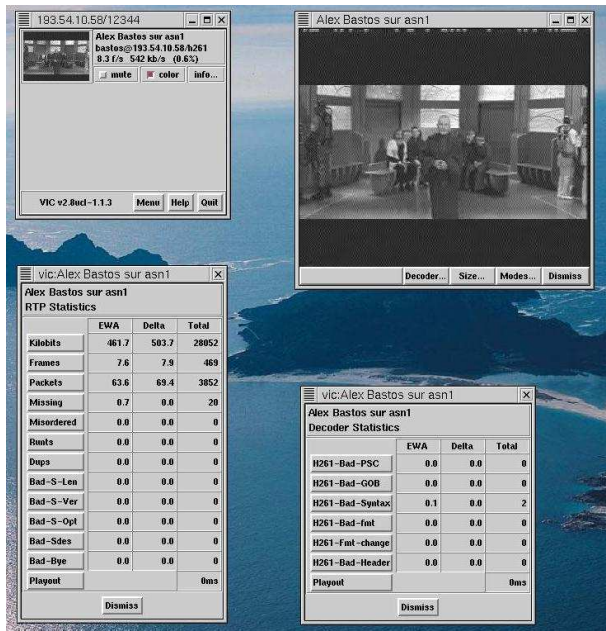 193.54.10.58/12344
Alex Bastos sur asn1
bastos@193.54.10.58/h261
8.3 f/s 542 kb/s (0.6%)
mute color info...
VIC v2.8ucl-1.1.3 Menu Help Quit
Alex Bastos sur asn1
Decoder... Size... Modes... Dismiss
vic:Alex Bastos sur asn1
Alex Bastos sur asn1
RTP Statistics
EWA Delta Total
Kilobits 461.7 503.7 28052
Frames 7.6 7.9 469
Packets 63.6 69.4 3852
Missing 0.7 0.0 20
Misordered 0.0 0.0 0
Runts 0.0 0.0 0
Dups 0.0 0.0 0
Bad-S-Len 0.0 0.0 0
Bad-S-Ver 0.0 0.0 0
Bad-S-Opt 0.0 0.0 0
Bad-Sdes 0.0 0.0 0
Bad-Bye 0.0 0.0 0
Playout 0ms
Dismiss
vic:Alex Bastos sur asn1
Alex Bastos sur asn1
Decoder Statistics
EWA Delta Total
H261-Bad-PSC 0.0 0.0 0
H261-Bad-GOB 0.0 0.0 0
H261-Bad-Syntax 0.1 0.0 2
H261-Bad-fmt 0.0 0.0 0
H261-Fmt-change 0.0 0.0 0
H261-Bad-Header 0.0 0.0 0
Playout 0ms
Dismiss